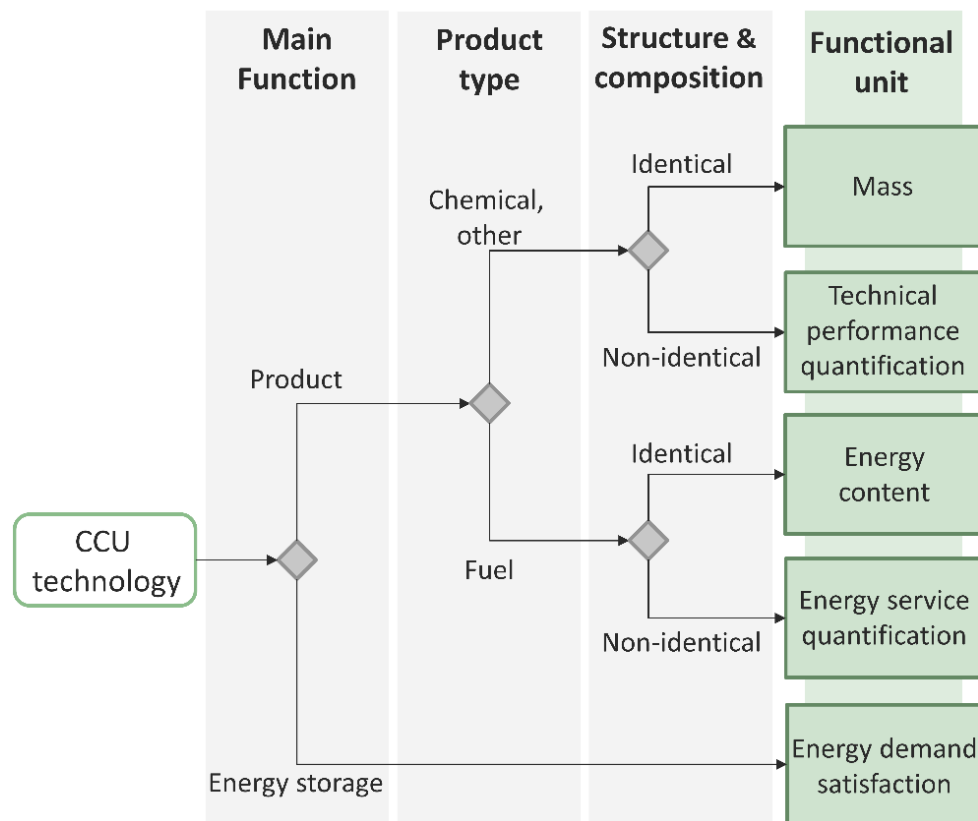 Main
Function
Product
type
Structure &
composition
Functional
unit
Identical
Mass
Chemical,
other
Technical
performance
quantification
Non-identical
Product
Identical
Energy
content
CCU
technology
Fuel
Energy service
quantification
Non-identical
Energy demand
satisfaction
Energy storage